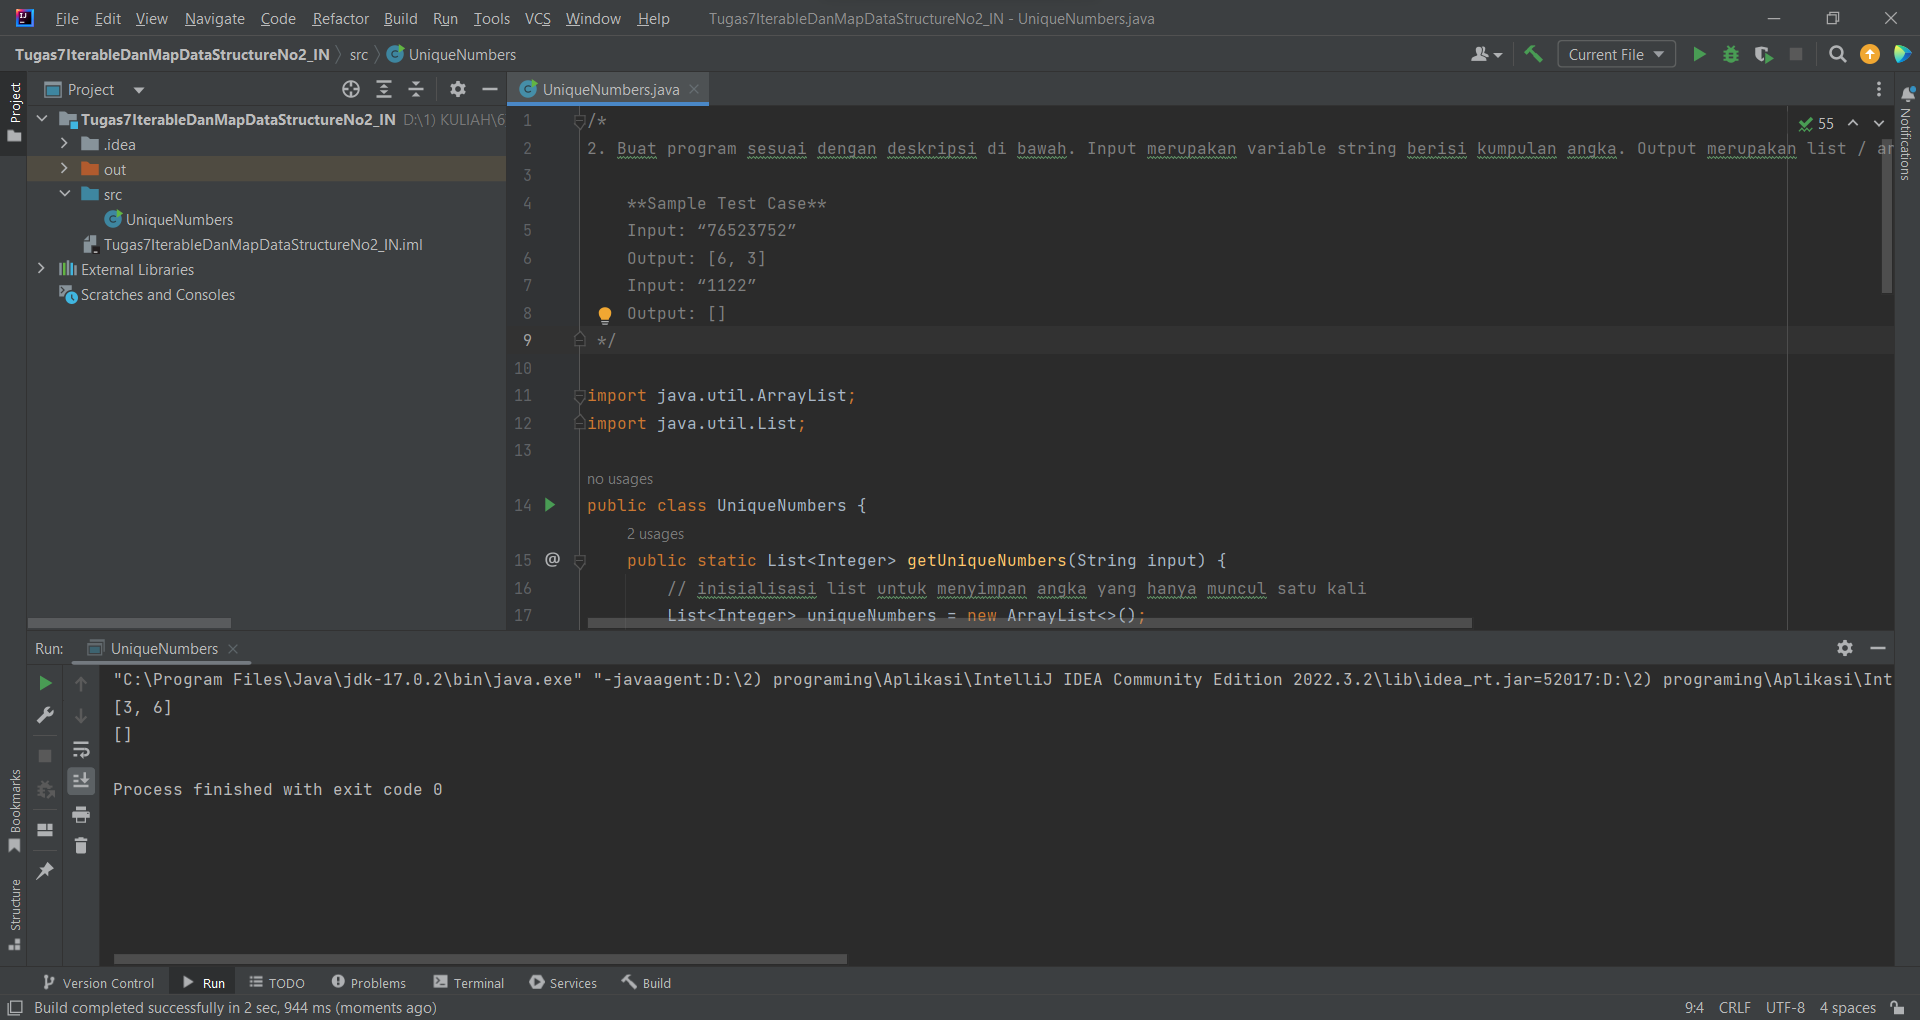 File Edit View Navigate Code Refactor Build Run Tools VCS Window Help Tugas7IterableDanMapDataStructureNo2_IN - UniqueNumbers.java
Tugas7IterableDanMapDataStructureNo2_IN src UniqueNumbers Current File
Project
Project
Tugas7IterableDanMapDataStructureNo2_IN D:\1) KULIAH\6
.idea
out
src
UniqueNumbers
Tugas7IterableDanMapDataStructureNo2_IN.iml
External Libraries
Scratches and Consoles
UniqueNumbers.java
55
Notifications
1 /*
2 2. Buat program sesuai dengan deskripsi di bawah. Input merupakan variable string berisi kumpulan angka. Output merupakan list / ar
3
4 **Sample Test Case**
5 Input: “76523752”
6 Output: [6, 3]
7 Input: “1122”
8 Output: []
9 */
10
11 import java.util.ArrayList;
12 import java.util.List;
13
no usages
14 public class UniqueNumbers {
2 usages
15 @ public static List<Integer> getUniqueNumbers(String input) {
16 // inisialisasi list untuk menyimpan angka yang hanya muncul satu kali
17 List<Integer> uniqueNumbers = new ArrayList<>();
Run: UniqueNumbers
"C:\Program Files\Java\jdk-17.0.2\bin\java.exe" "-javaagent:D:\2) programing\Aplikasi\IntelliJ IDEA Community Edition 2022.3.2\lib\idea_rt.jar=52017:D:\2) programing\Aplikasi\Int
[3, 6]
[]
Process finished with exit code 0
Bookmarks
Structure
Version Control Run TODO Problems Terminal Services Build
Build completed successfully in 2 sec, 944 ms (moments ago) 9:4 CRLF UTF-8 4 spaces